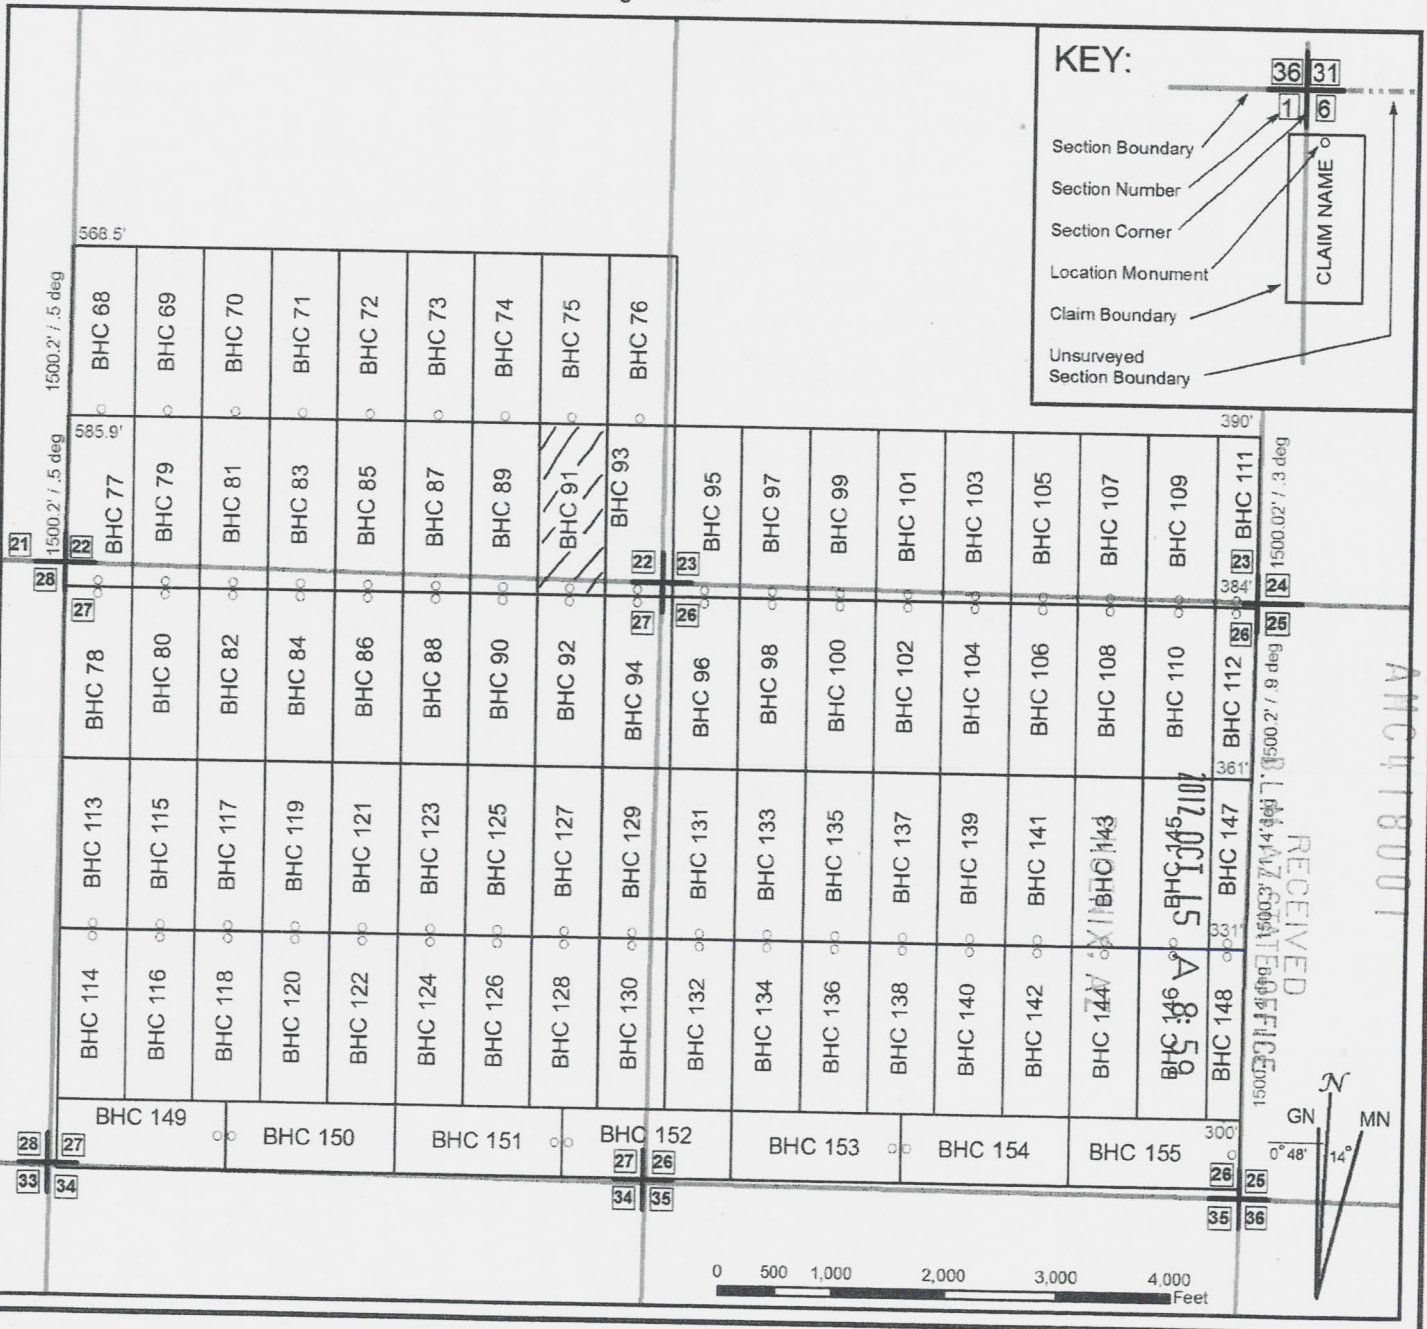 KEY:
36 31
1 6
Section Boundary
Section Number
Section Corner
Location Monument
Claim Boundary
Unsurveyed
Section Boundary
CLAIM NAME
568.5'
1500.2' / .5 deg
BHC 68 BHC 69 BHC 70 BHC 71 BHC 72 BHC 73 BHC 74 BHC 75 BHC 76
585.9'
390'
1500.2' / .5 deg
BHC 77 BHC 79 BHC 81 BHC 83 BHC 85 BHC 87 BHC 89 BHC 91 BHC 93 BHC 95 BHC 97 BHC 99 BHC 101 BHC 103 BHC 105 BHC 107 BHC 109 BHC 111
1500.02' / .3 deg
21 22 22 23 23 24
28 27 27 26 26 25
384'
BHC 78 BHC 80 BHC 82 BHC 84 BHC 86 BHC 88 BHC 90 BHC 92 BHC 94 BHC 96 BHC 98 BHC 100 BHC 102 BHC 104 BHC 106 BHC 108 BHC 110 BHC 112
1500.2' / .9 deg
361'
BHC 113 BHC 115 BHC 117 BHC 119 BHC 121 BHC 123 BHC 125 BHC 127 BHC 129 BHC 131 BHC 133 BHC 135 BHC 137 BHC 139 BHC 141 BHC 143 BHC 145 BHC 147
331'
BHC 114 BHC 116 BHC 118 BHC 120 BHC 122 BHC 124 BHC 126 BHC 128 BHC 130 BHC 132 BHC 134 BHC 136 BHC 138 BHC 140 BHC 142 BHC 144 BHC 146 BHC 148
BHC 149 BHC 150 BHC 151 BHC 152 BHC 153 BHC 154 BHC 155
300'
28 27 27 26 26 25
33 34 34 35 35 36
AMC418001
RECEIVED
B.L.M. AZ STATE OFFICE
2012 OCT 15 A 8:59
PHOENIX, AZ
N
GN MN
0° 48' 14°
0 500 1,000 2,000 3,000 4,000
Feet